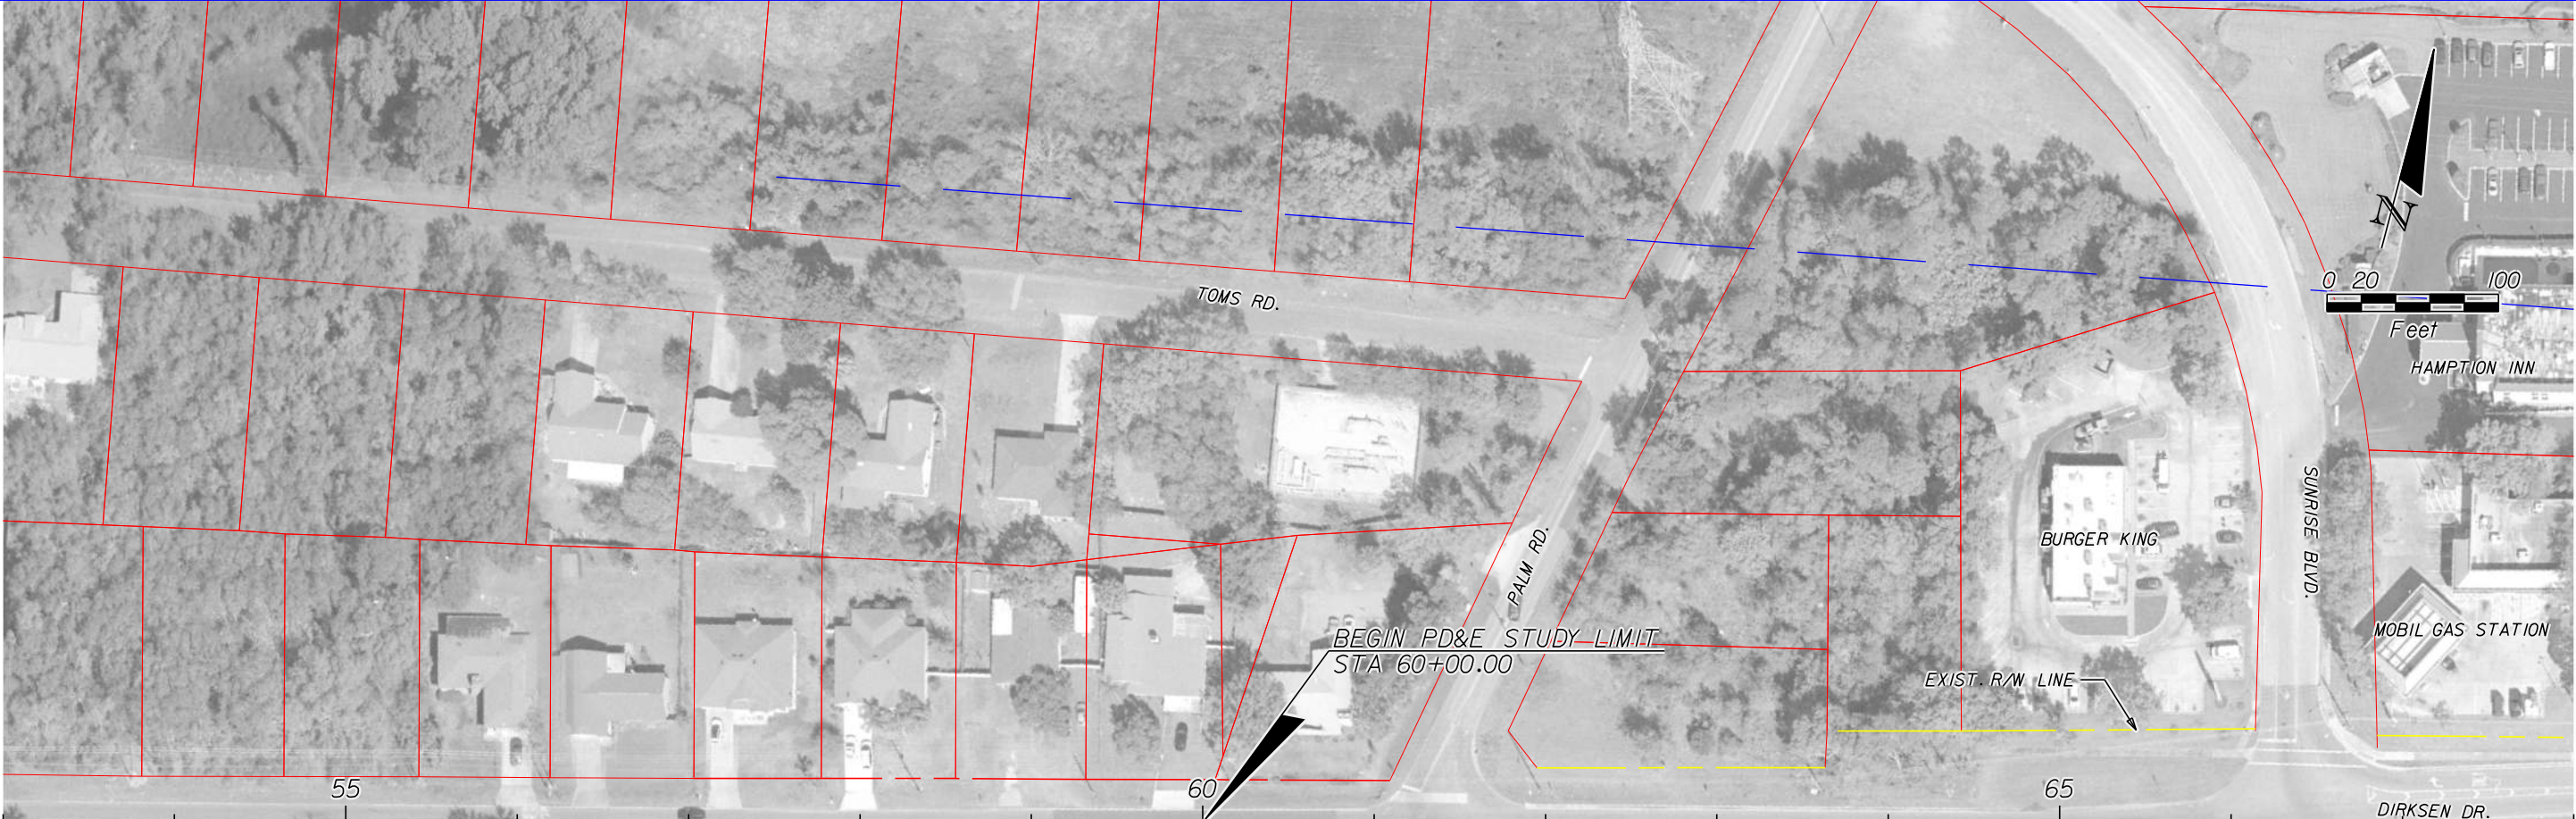 N
0 20 100
Feet
TOMS RD.
HAMPTION INN
SUNRISE BLVD.
BURGER KING
PALM RD.
MOBIL GAS STATION
BEGIN PD&E STUDY LIMIT
STA 60+00.00
EXIST. R/W LINE
55
60
65
DIRKSEN DR.